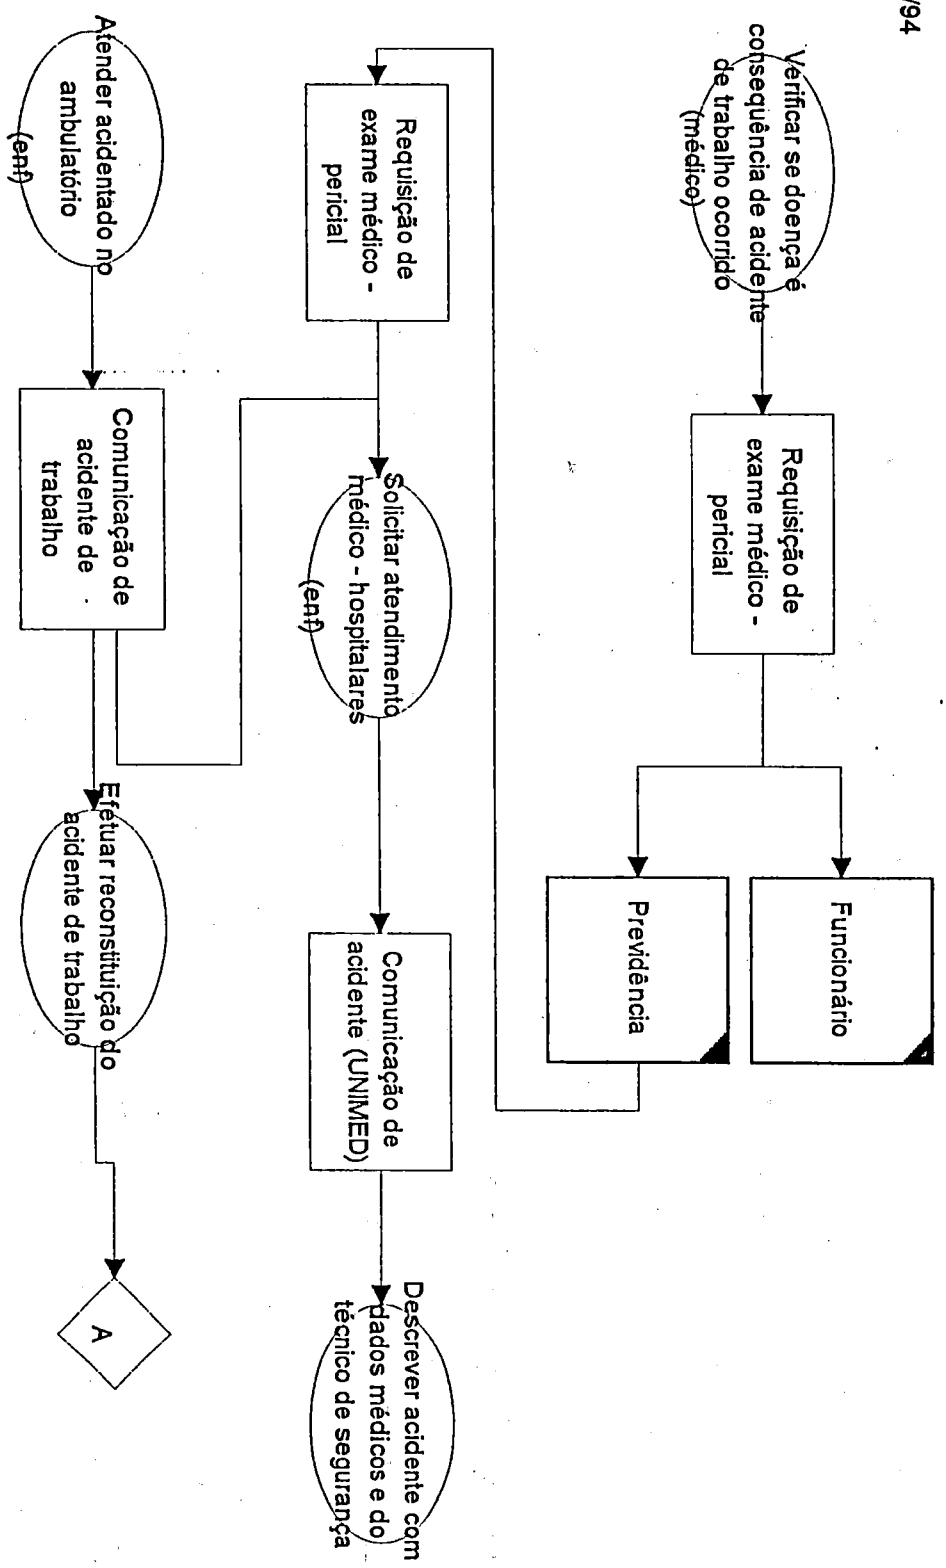 /94
Verificar se doença é
consequência de acidente
de trabalho ocorrido
(médico)
Requisição de
exame médico -
pericial
Funcionário
Previdência
Requisição de
exame médico -
pericial
Solicitar atendimento
médico - hospitalares
(enf)
Comunicação de
acidente (UNIMED)
Descrever acidente com
dados médicos e do
técnico de segurança
Atender acidentado no
ambulatório
(enf)
Comunicação de
acidente de
trabalho
Efetuar reconstituição do
acidente de trabalho
A